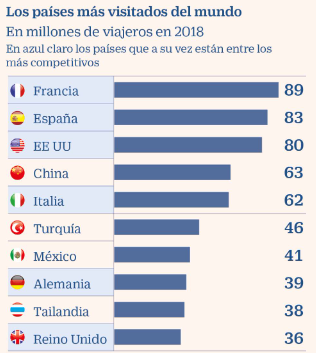 Los países más visitados del mundo
En millones de viajeros en 2018
En azul claro los países que a su vez están entre los
más competitivos
Francia 89
España 83
EE UU 80
China 63
Italia 62
Turquía 46
México 41
Alemania 39
Tailandia 38
Reino Unido 36